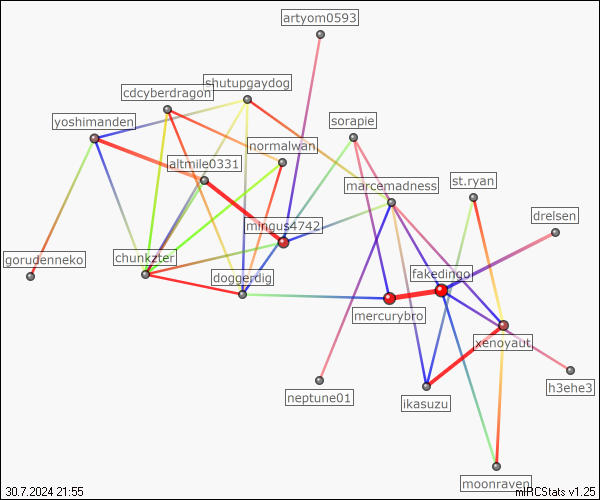 artyom0593
shutupgaydog
cdcyberdragon
yoshimanden
sorapie
normalwan
altmile0331
marcemadness
st.ryan
drelsen
mingus4742
gorudenneko
chunkzter
doggerdig
fakedingo
mercurybro
xenoyaut
h3ehe3
neptune01
ikasuzu
moonraven
30.7.2024 21:55
mIRCStats v1.25